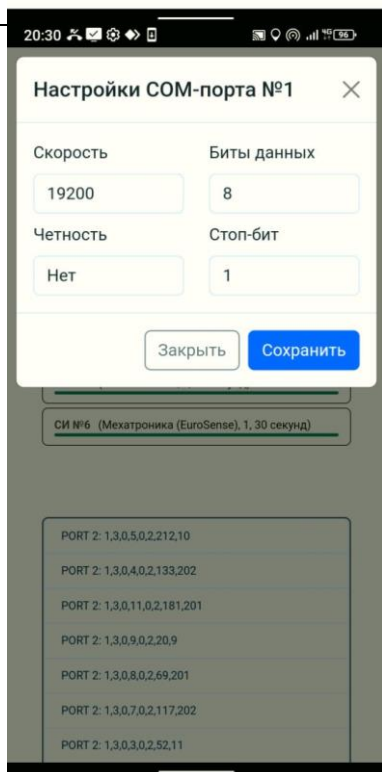 20:30
4G 96
Настройки COM-порта №1
Скорость Биты данных
19200 8
Четность Стоп-бит
Нет 1
Закрыть Сохранить
СИ №6 (Мехатроника (EuroSense), 1, 30 секунд)
PORT 2: 1,3,0,5,0,2,212,10
PORT 2: 1,3,0,4,0,2,133,202
PORT 2: 1,3,0,11,0,2,181,201
PORT 2: 1,3,0,9,0,2,20,9
PORT 2: 1,3,0,8,0,2,69,201
PORT 2: 1,3,0,7,0,2,117,202
PORT 2: 1,3,0,3,0,2,52,11